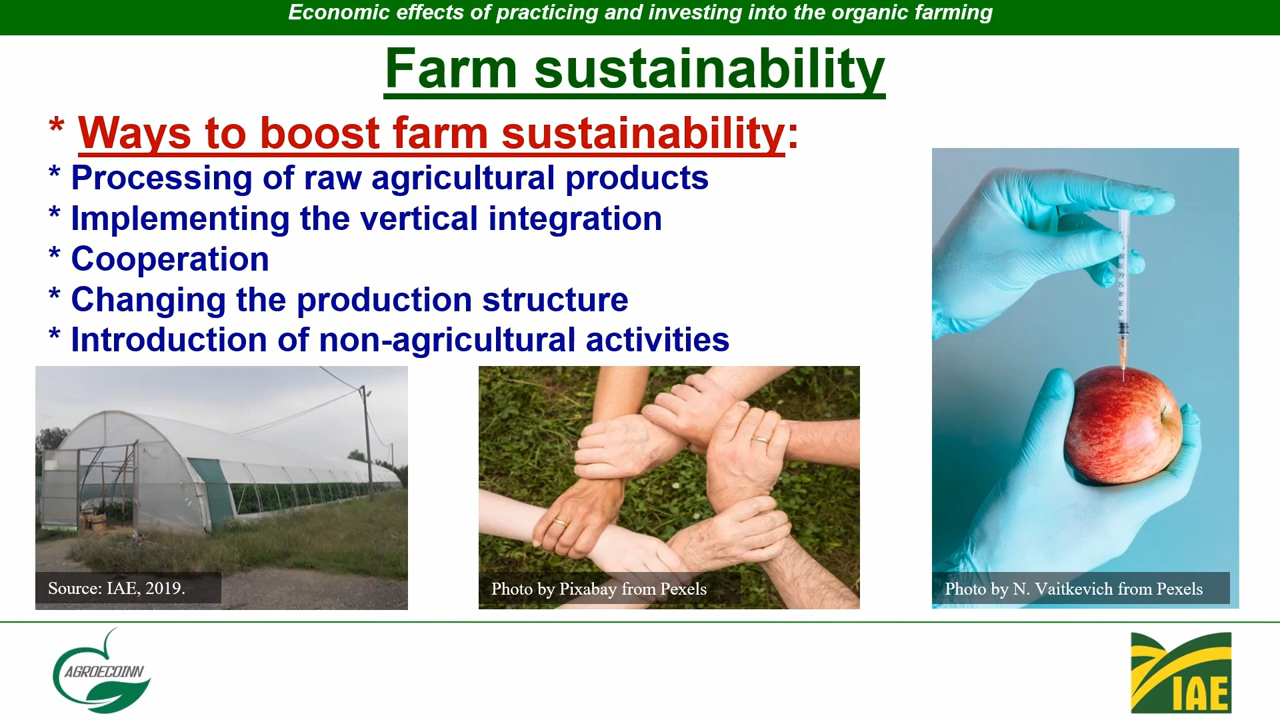 Economic effects of practicing and investing into the organic farming
Farm sustainability
* Ways to boost farm sustainability:
* Processing of raw agricultural products
* Implementing the vertical integration
* Cooperation
* Changing the production structure
* Introduction of non-agricultural activities
Source: IAE, 2019.
Photo by Pixabay from Pexels
Photo by N. Vaitkevich from Pexels
AGROECOINN
IAE